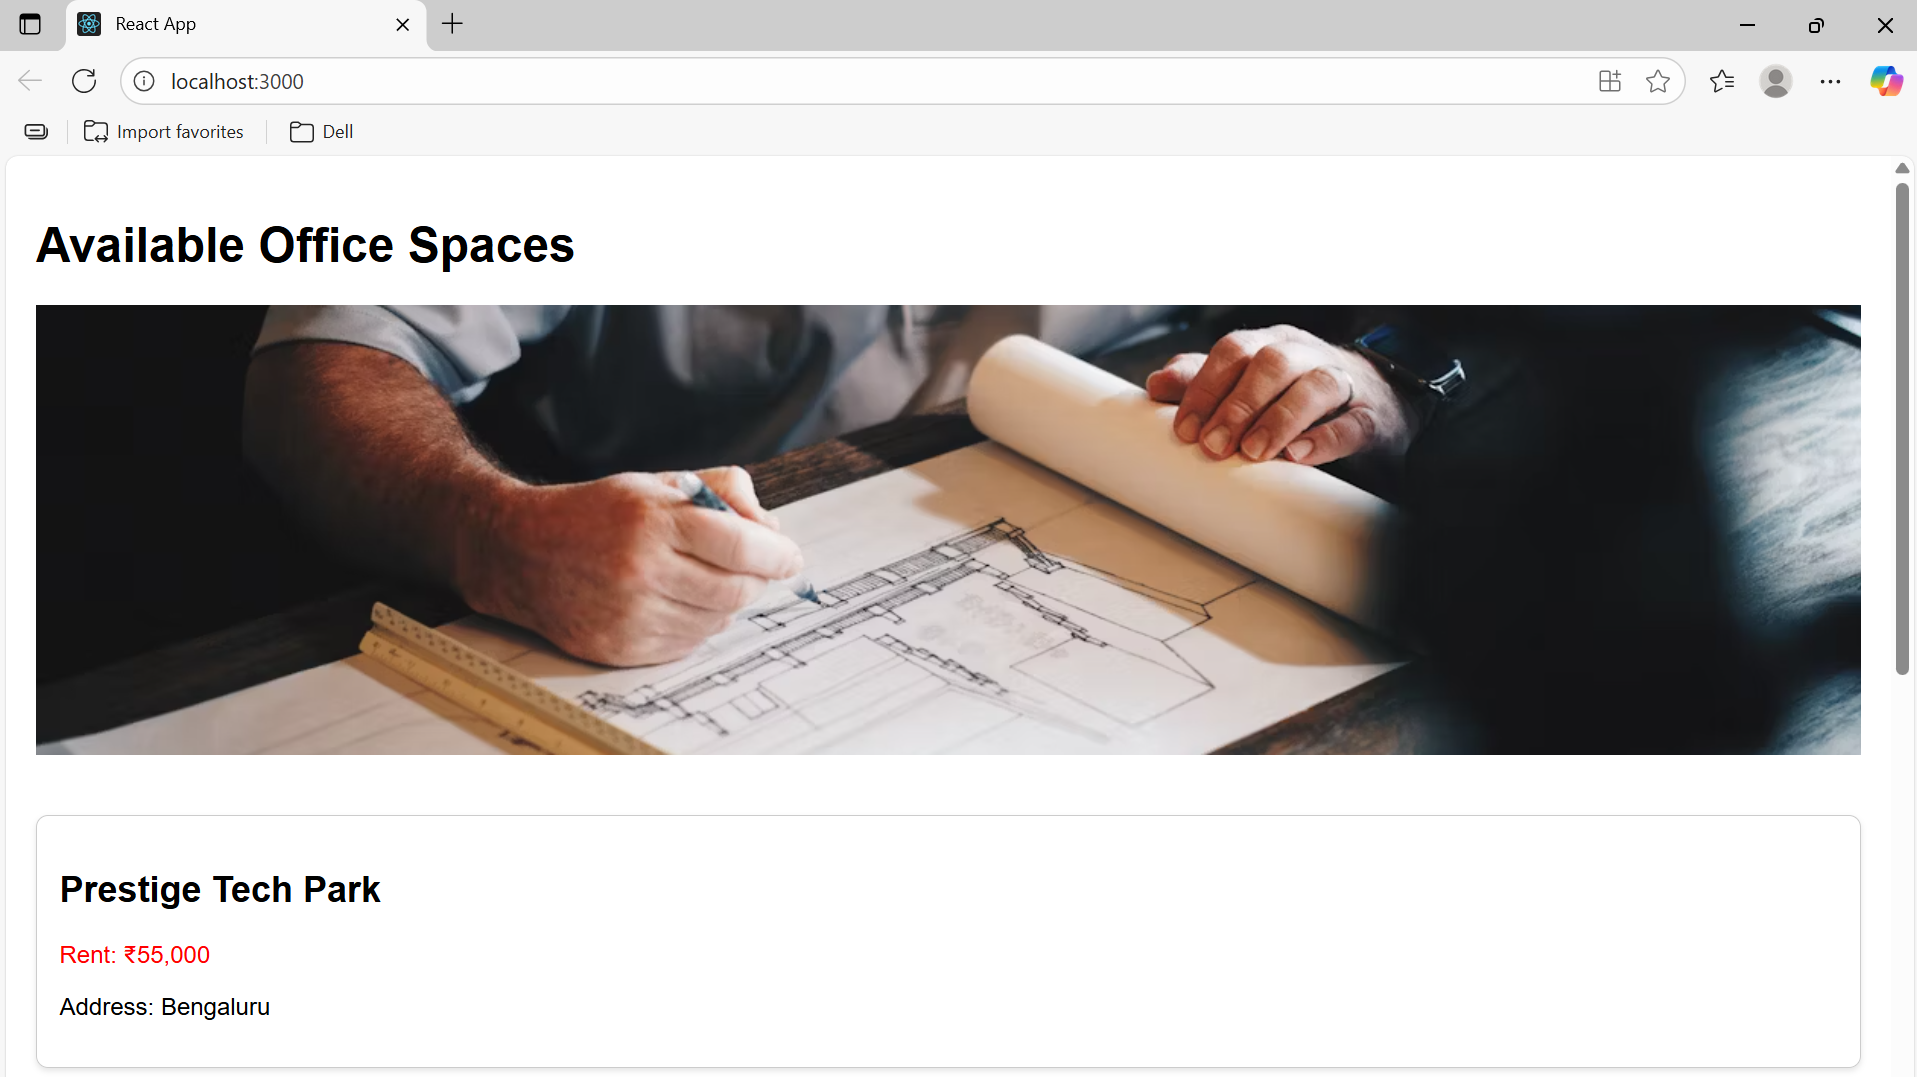 React App
localhost:3000
Import favorites
Dell
Available Office Spaces
Prestige Tech Park
Rent: ₹55,000
Address: Bengaluru